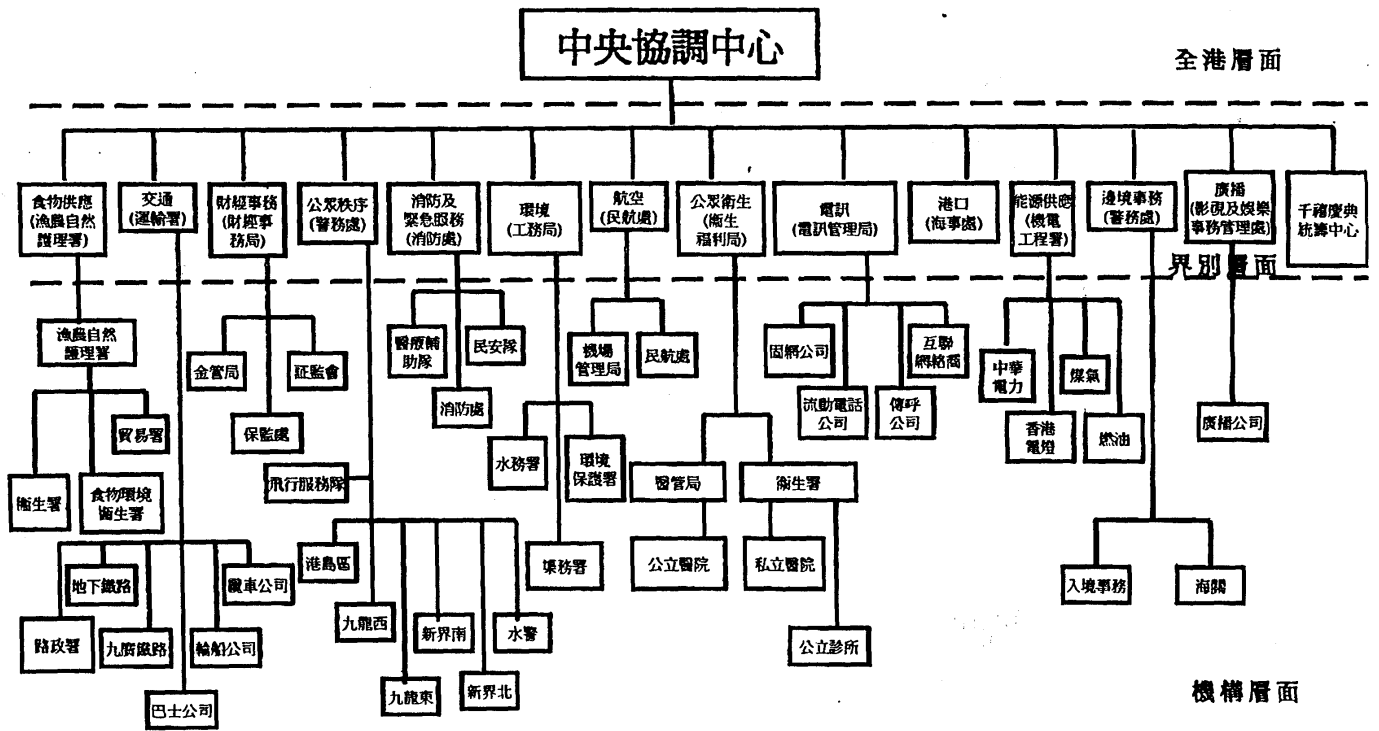 中央協調中心
全港層面
食物供應
(漁農自然
護理署)
交通
(運輸署)
財經事務
(財經事
務局)
公眾秩序
(警務處)
消防及
緊急服務
(消防處)
環境
(工務局)
航空
(民航處)
公眾衛生
(衛生
福利局)
電訊
(電訊管理局)
港口
(海事處)
能源供應
(機電
工程署)
邊境事務
(警務處)
廣播
(影視及娛樂
事務管理處)
千禧慶典
統籌中心
界別層面
漁農自然
護理署
貿易署
衛生署
食物環境
衛生署
地下鐵路
纜車公司
路政署
九廣鐵路
輪船公司
巴士公司
金管局
証監會
保監處
飛行服務隊
港島區
九龍西
新界南
水警
九龍東
新界北
醫療輔
助隊
民安隊
消防處
水務署
環境
保護署
渠務署
機場
管理局
民航處
醫管局
衛生署
公立醫院
私立醫院
公立診所
固網公司
互聯
網絡商
流動電話
公司
傳呼
公司
中華
電力
煤氣
香港
電燈
燃油
入境事務
海關
廣播公司
機構層面